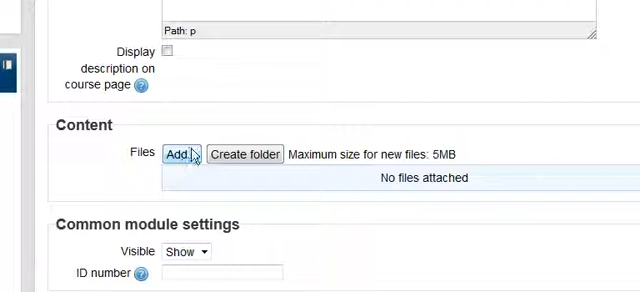 Path: p
Display
description on
course page
Content
Files Add... Create folder Maximum size for new files: 5MB
No files attached
Common module settings
Visible Show
ID number